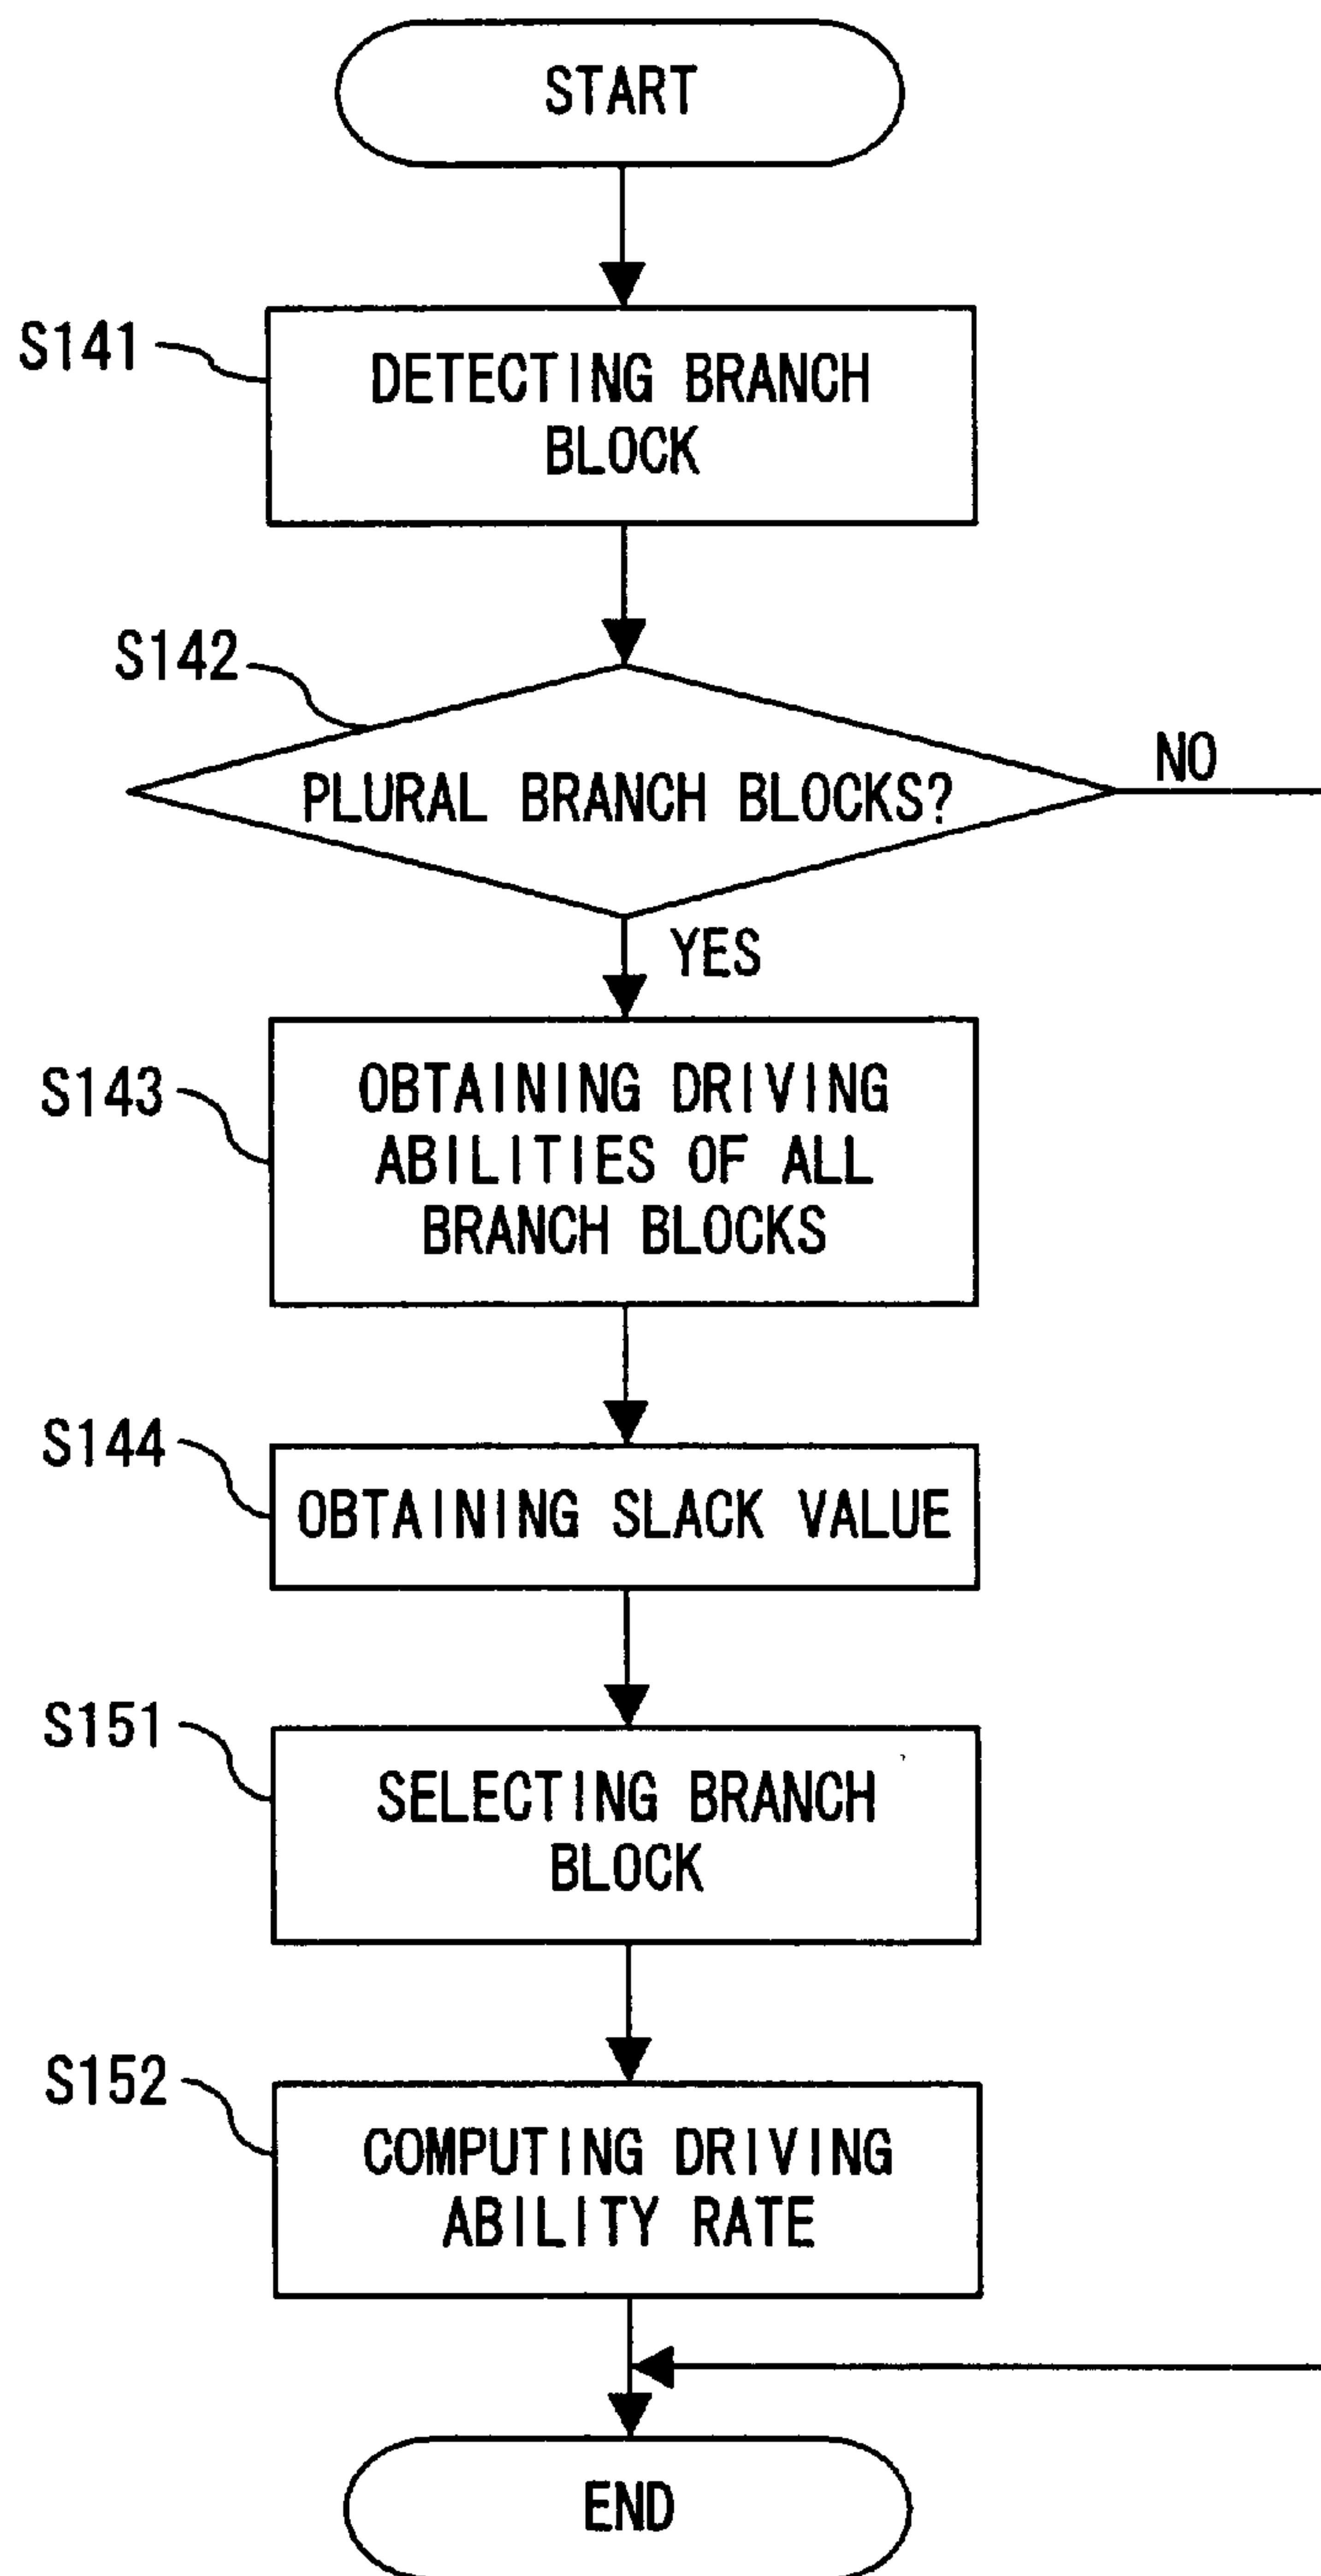 START
S141
DETECTING BRANCH
BLOCK
S142
PLURAL BRANCH BLOCKS?
NO
YES
S143
OBTAINING DRIVING
ABILITIES OF ALL
BRANCH BLOCKS
S144
OBTAINING SLACK VALUE
S151
SELECTING BRANCH
BLOCK
S152
COMPUTING DRIVING
ABILITY RATE
END